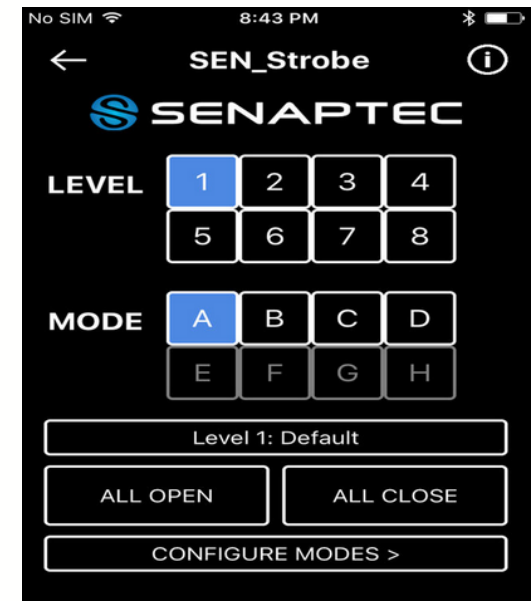 No SIM 8:43 PM
SEN_Strobe
SENAPTEC
LEVEL 1 2 3 4
5 6 7 8
MODE A B C D
E F G H
Level 1: Default
ALL OPEN ALL CLOSE
CONFIGURE MODES >